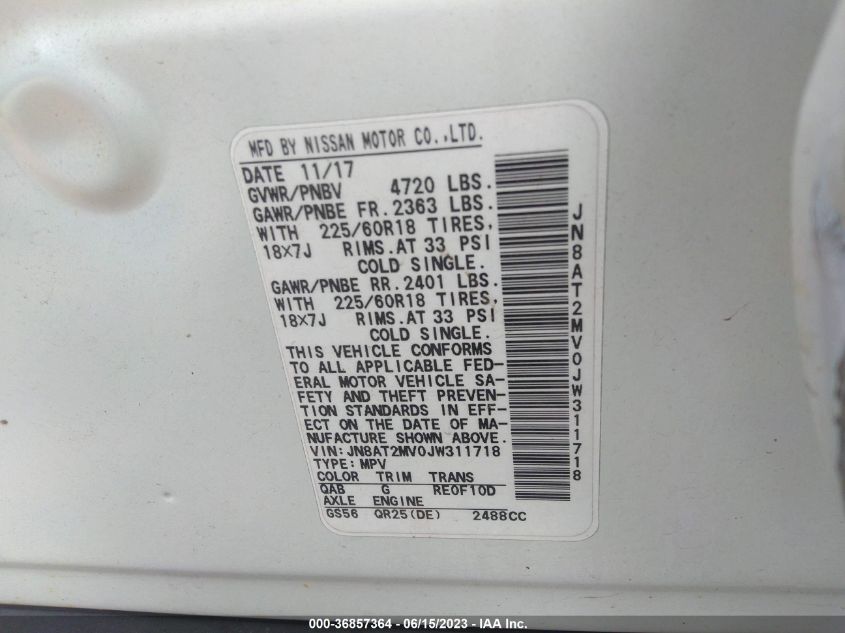 MFD BY NISSAN MOTOR CO.,LTD.
DATE 11/17
GVWR/PNBV 4720 LBS.
GAWR/PNBE FR.2363 LBS.
WITH 225/60R18 TIRES,
18X7J RIMS.AT 33 PSI
COLD SINGLE.
GAWR/PNBE RR.2401 LBS.
WITH 225/60R18 TIRES,
18X7J RIMS.AT 33 PSI
COLD SINGLE.
THIS VEHICLE CONFORMS
TO ALL APPLICABLE FED-
ERAL MOTOR VEHICLE SA-
FETY AND THEFT PREVEN-
TION STANDARDS IN EFF-
ECT ON THE DATE OF MA-
NUFACTURE SHOWN ABOVE.
VIN:JN8AT2MV0JW311718
TYPE:MPV
COLOR TRIM TRANS
QAB G RE0F10D
AXLE ENGINE
GS56 QR25(DE) 2488CC
JN8AT2MV0JW311718
000-36857364 - 06/15/2023 - IAA Inc.